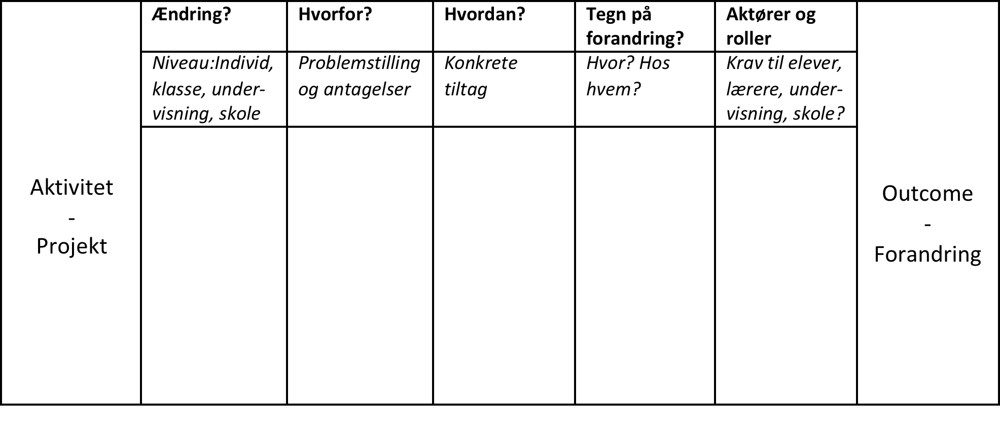 Ændring?
Hvorfor?
Hvordan?
Tegn på
forandring?
Aktører og
roller
Niveau:Individ,
klasse, under-
visning, skole
Problemstilling
og antagelser
Konkrete
tiltag
Hvor? Hos
hvem?
Krav til elever,
lærere, under-
visning, skole?
Aktivitet
-
Projekt
Outcome
-
Forandring